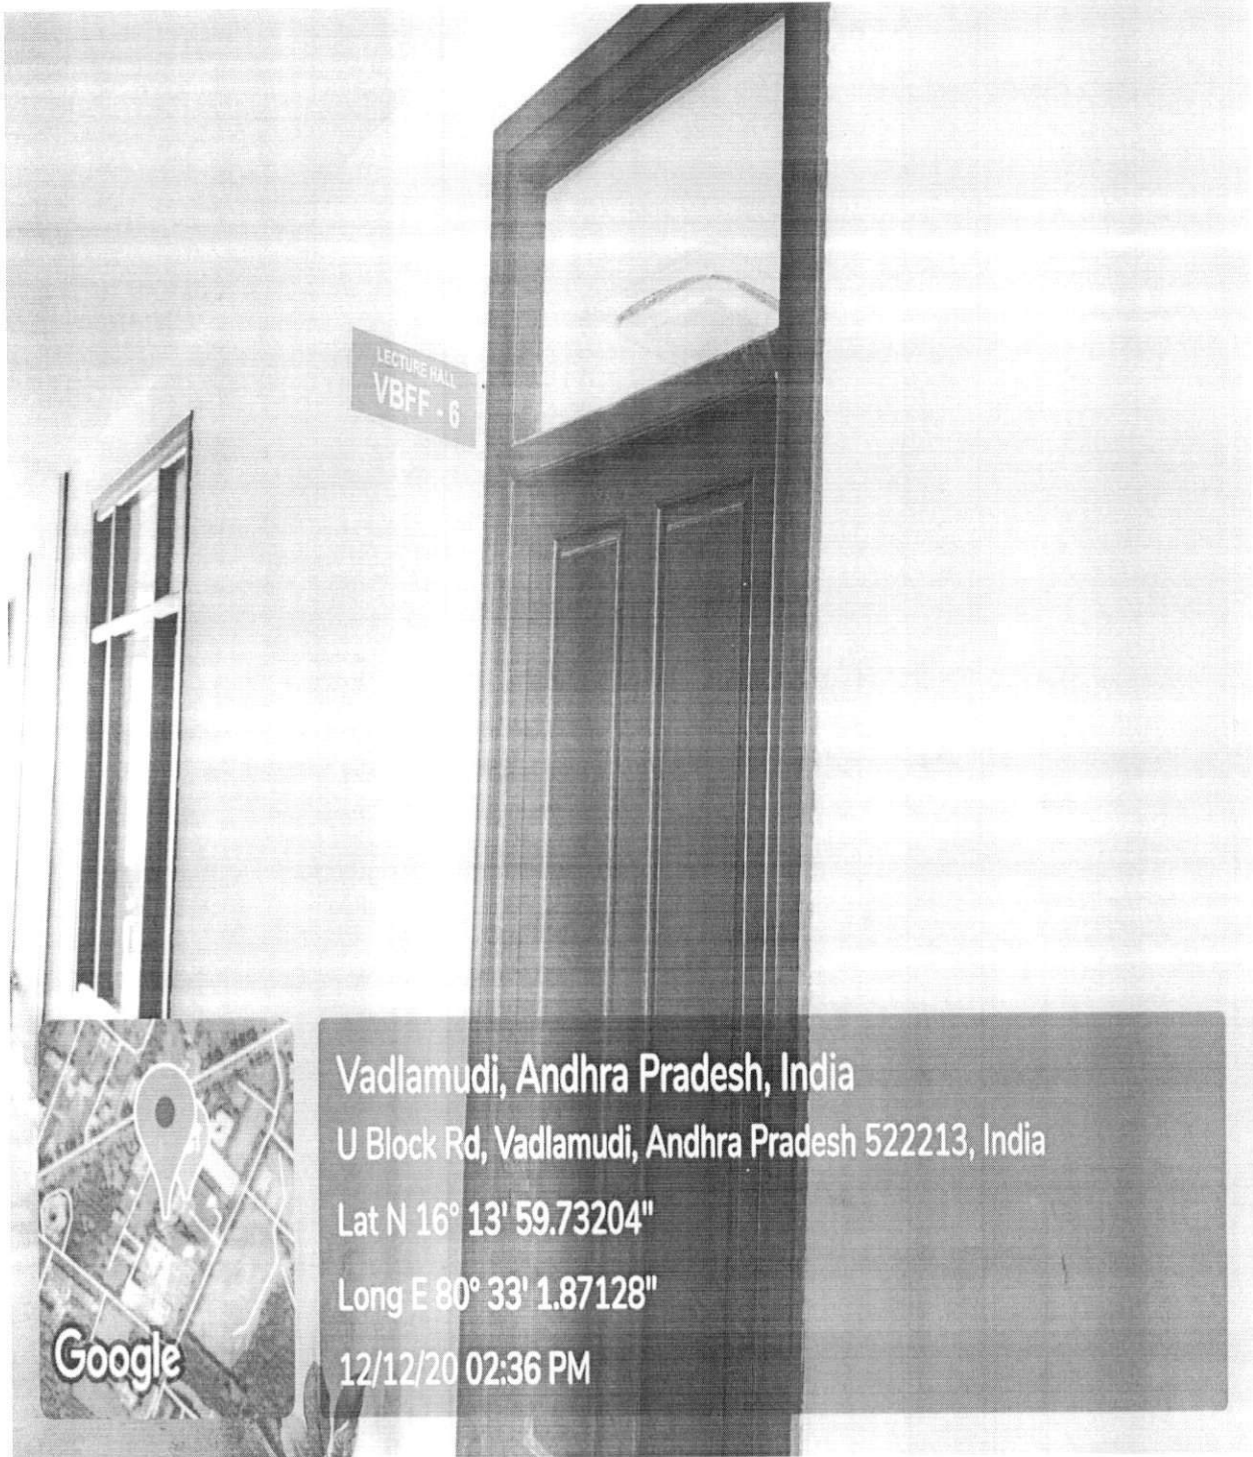 LECTURE HALL
VBFF - 6
Vadlamudi, Andhra Pradesh, India
U Block Rd, Vadlamudi, Andhra Pradesh 522213, India
Lat N 16° 13' 59.73204"
Long E 80° 33' 1.87128"
12/12/20 02:36 PM
Google